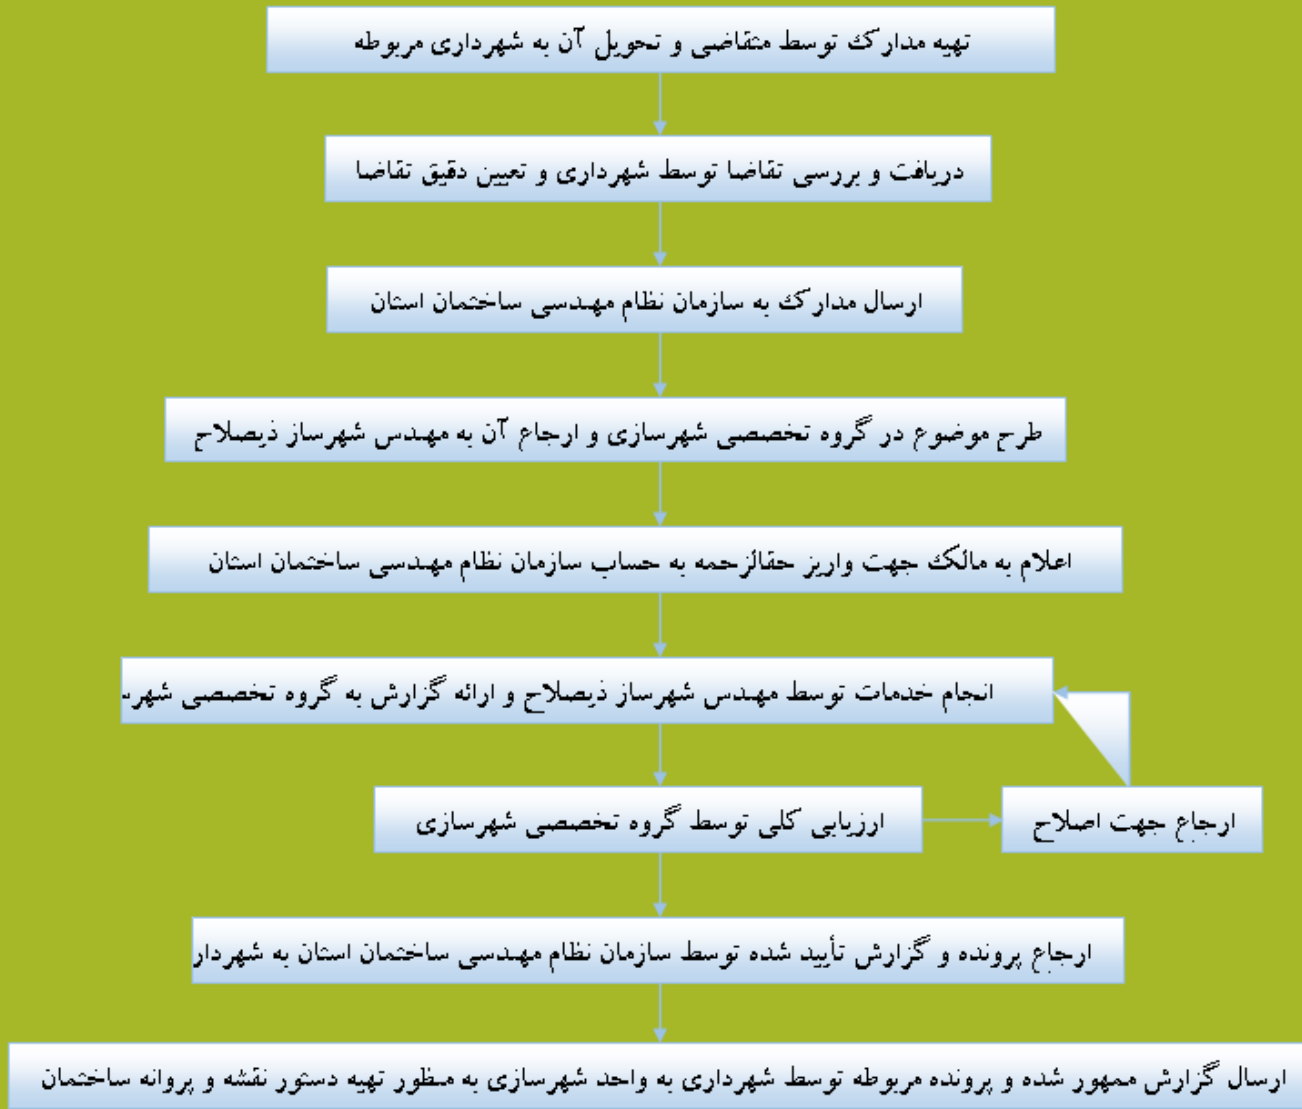 تهیه مدارک توسط متقاضی و تحویل آن به شهرداری مربوطه
دریافت و بررسی تقاضا توسط شهرداری و تعیین دقیق تقاضا
ارسال مدارک به سازمان نظام مهندسی ساختمان استان
طرح موضوع در گروه تخصصی شهرسازی و ارجاع آن به مهندس شهرساز ذیصلاح
اعلام به مالک جهت واریز حقالزحمه به حساب سازمان نظام مهندسی ساختمان استان
انجام خدمات توسط مهندس شهرساز ذیصلاح و ارائه گزارش به گروه تخصصی شهرس
ارزیابی کلی توسط گروه تخصصی شهرسازی
ارجاع جهت اصلاح
ارجاع پرونده و گزارش تأیید شده توسط سازمان نظام مهندسی ساختمان استان به شهردار
ارسال گزارش ممهور شده و پرونده مربوطه توسط شهرداری به واحد شهرسازی به منظور تهیه دستور نقشه و پروانه ساختمان